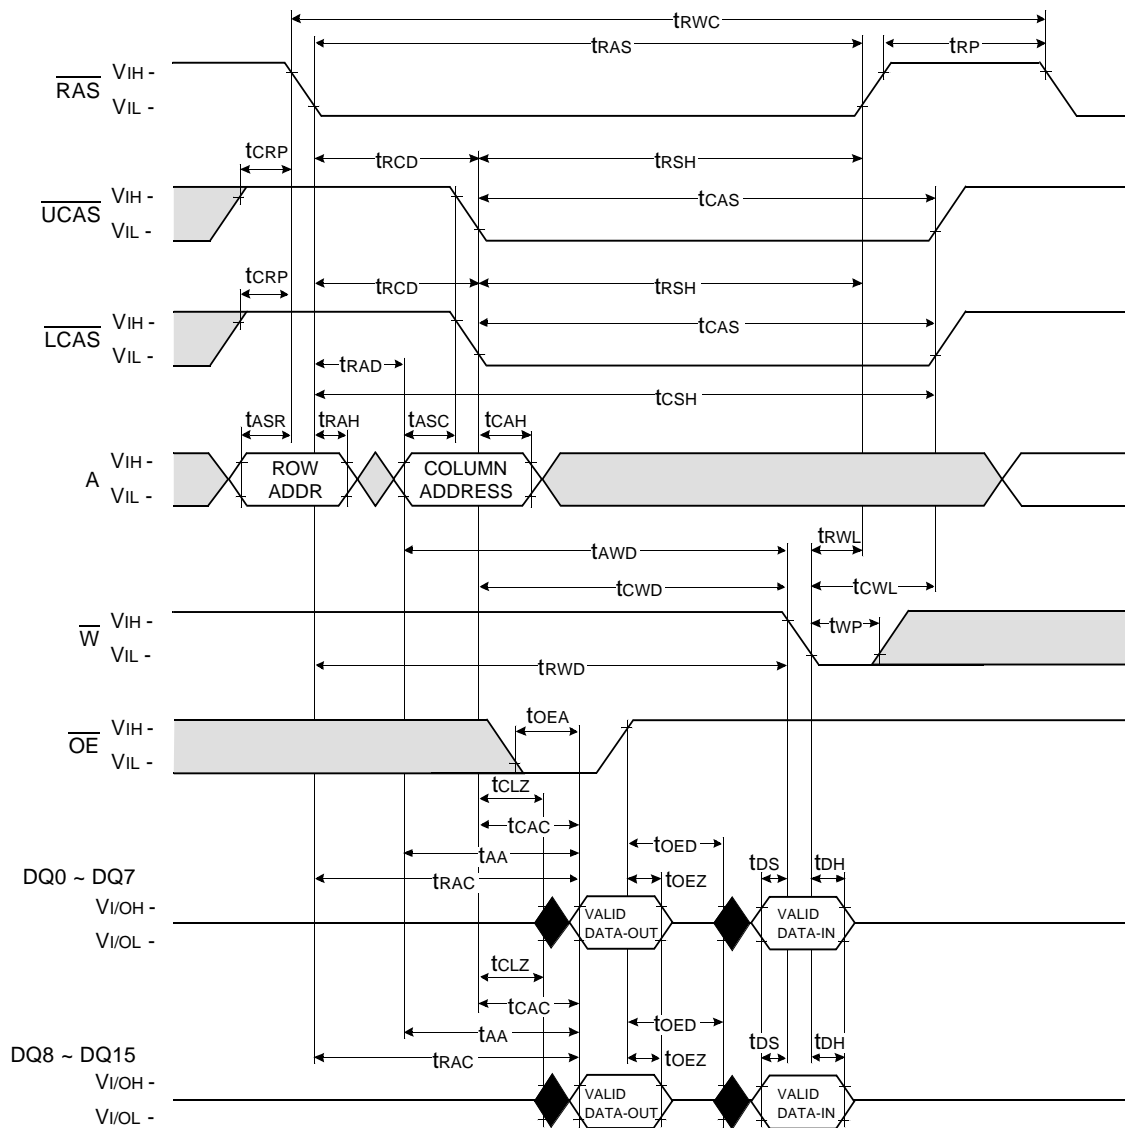 tRWC
tRAS tRP
RAS VIH -
VIL -
tCRP tRCD tRSH
UCAS VIH - tCAS
VIL -
tCRP tRCD tRSH
LCAS VIH - tCAS
VIL -
tRAD
tCSH
tASR tRAH tASC tCAH
A VIH - ROW COLUMN
VIL - ADDR ADDRESS
tRWL
tAWD
tCWD tCWL
W VIH - tWP
VIL -
tRWD
OE VIH - tOEA
VIL -
tCLZ
tCAC
tOED
tAA tDS tDH
DQ0 ~ DQ7 tRAC tOEZ
VI/OH - VALID VALID
VI/OL - DATA-OUT DATA-IN
tCLZ
tCAC
tOED
tAA tDS tDH
DQ8 ~ DQ15 tRAC tOEZ
VI/OH - VALID VALID
VI/OL - DATA-OUT DATA-IN